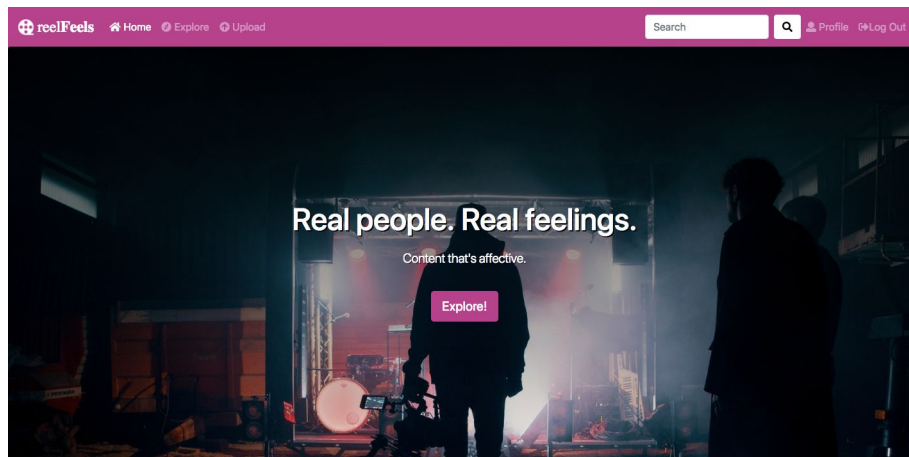 reelFeels Home Explore Upload Search Profile Log Out
Real people. Real feelings.
Content that's affective.
Explore!